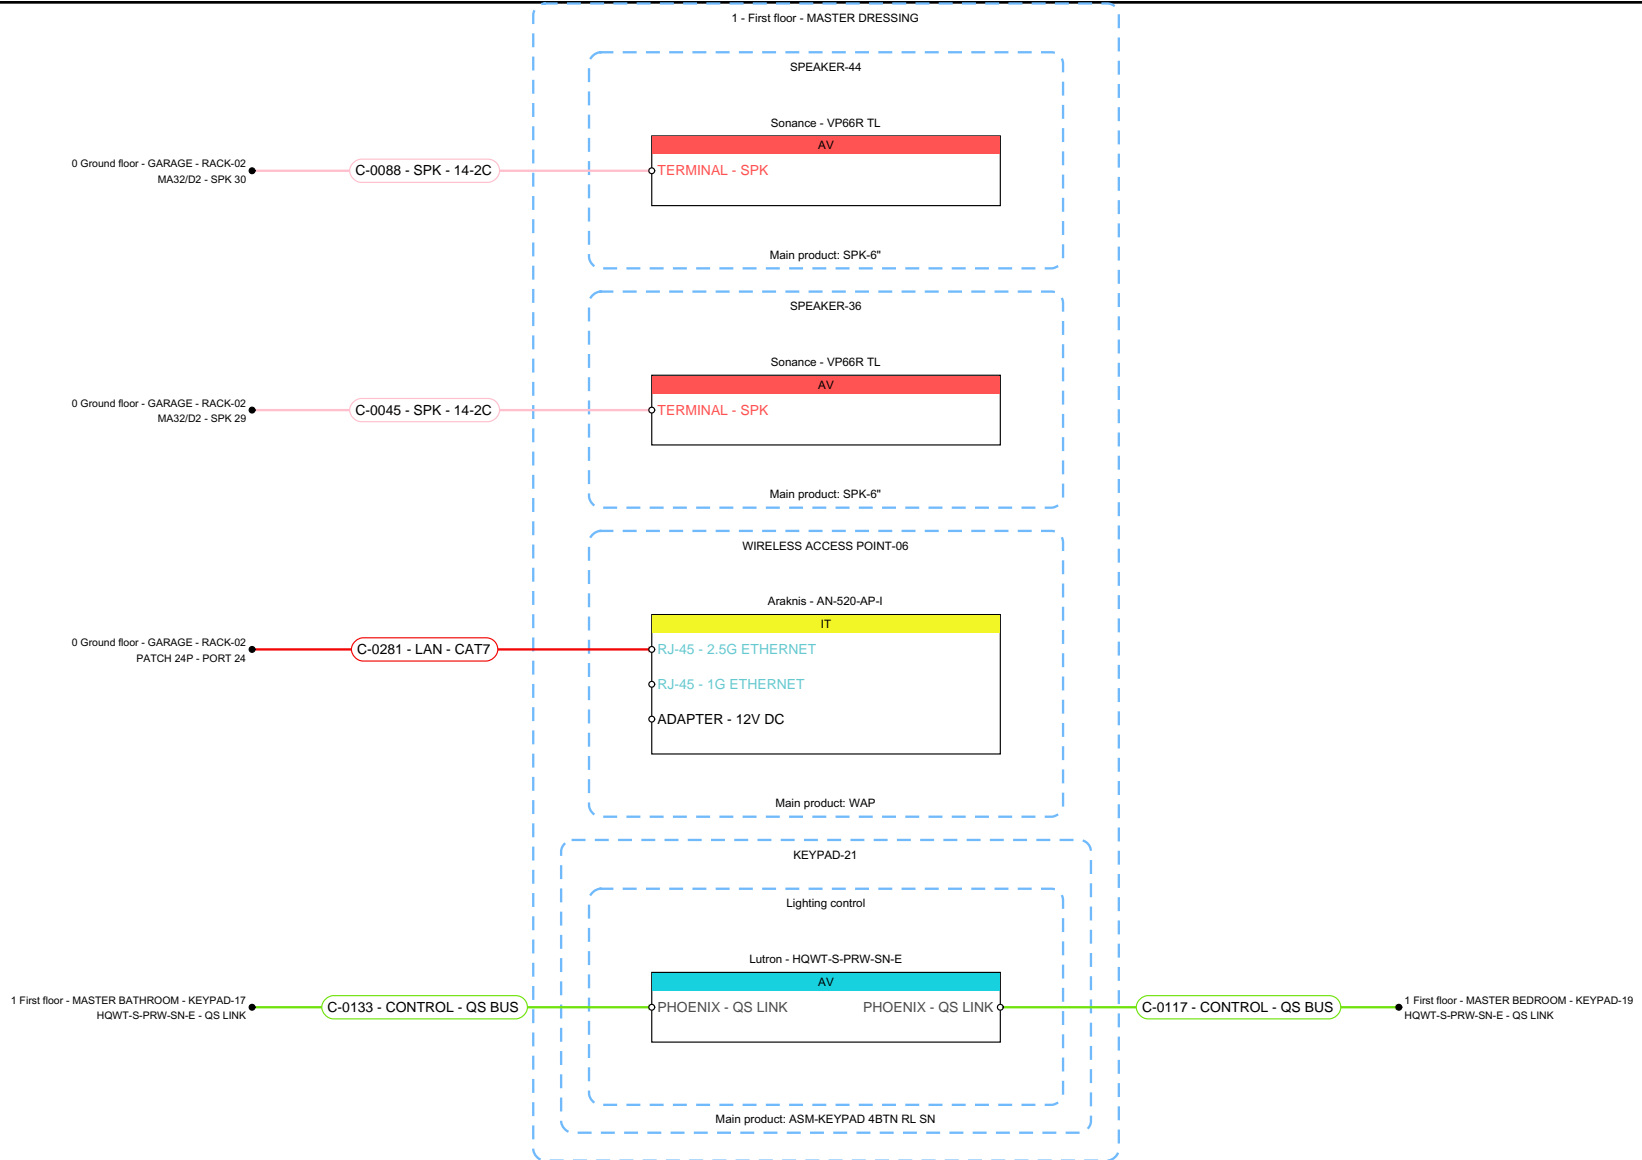 1 - First floor - MASTER DRESSING
SPEAKER-44
Sonance - VP66R TL
AV
0 Ground floor - GARAGE - RACK-02
MA32/D2 - SPK 30
C-0088 - SPK - 14-2C
TERMINAL - SPK
Main product: SPK-6"
SPEAKER-36
Sonance - VP66R TL
AV
0 Ground floor - GARAGE - RACK-02
MA32/D2 - SPK 29
C-0045 - SPK - 14-2C
TERMINAL - SPK
Main product: SPK-6"
WIRELESS ACCESS POINT-06
Araknis - AN-520-AP-I
IT
0 Ground floor - GARAGE - RACK-02
PATCH 24P - PORT 24
C-0281 - LAN - CAT7
RJ-45 - 2.5G ETHERNET
RJ-45 - 1G ETHERNET
ADAPTER - 12V DC
Main product: WAP
KEYPAD-21
Lighting control
Lutron - HQWT-S-PRW-SN-E
AV
1 First floor - MASTER BATHROOM - KEYPAD-17
HQWT-S-PRW-SN-E - QS LINK
C-0133 - CONTROL - QS BUS
PHOENIX - QS LINK
PHOENIX - QS LINK
C-0117 - CONTROL - QS BUS
1 First floor - MASTER BEDROOM - KEYPAD-19
HQWT-S-PRW-SN-E - QS LINK
Main product: ASM-KEYPAD 4BTN RL SN